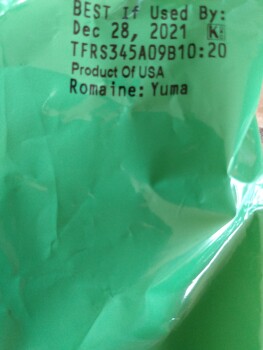 BEST If Used By:
Dec 28, 2021 K
TFRS345A09B10:20
Product Of USA
Romaine: Yuma